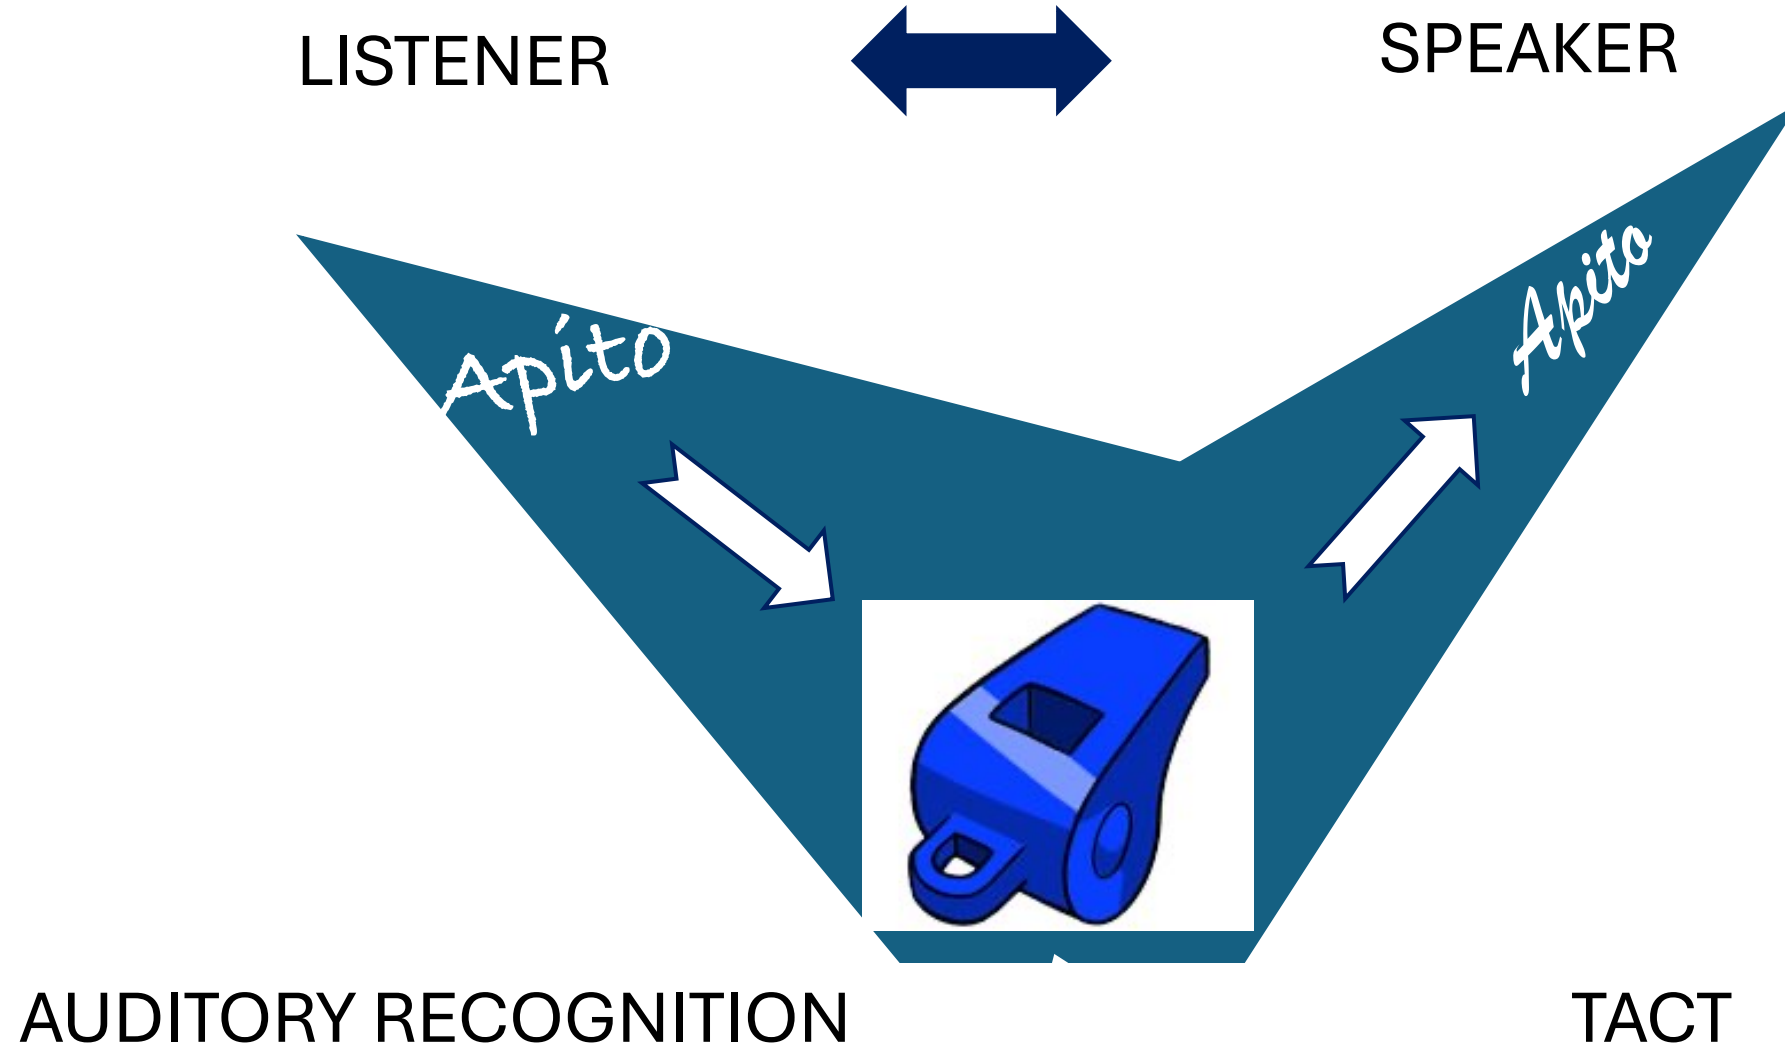 LISTENER
SPEAKER
Apito
Apito
AUDITORY RECOGNITION
TACT